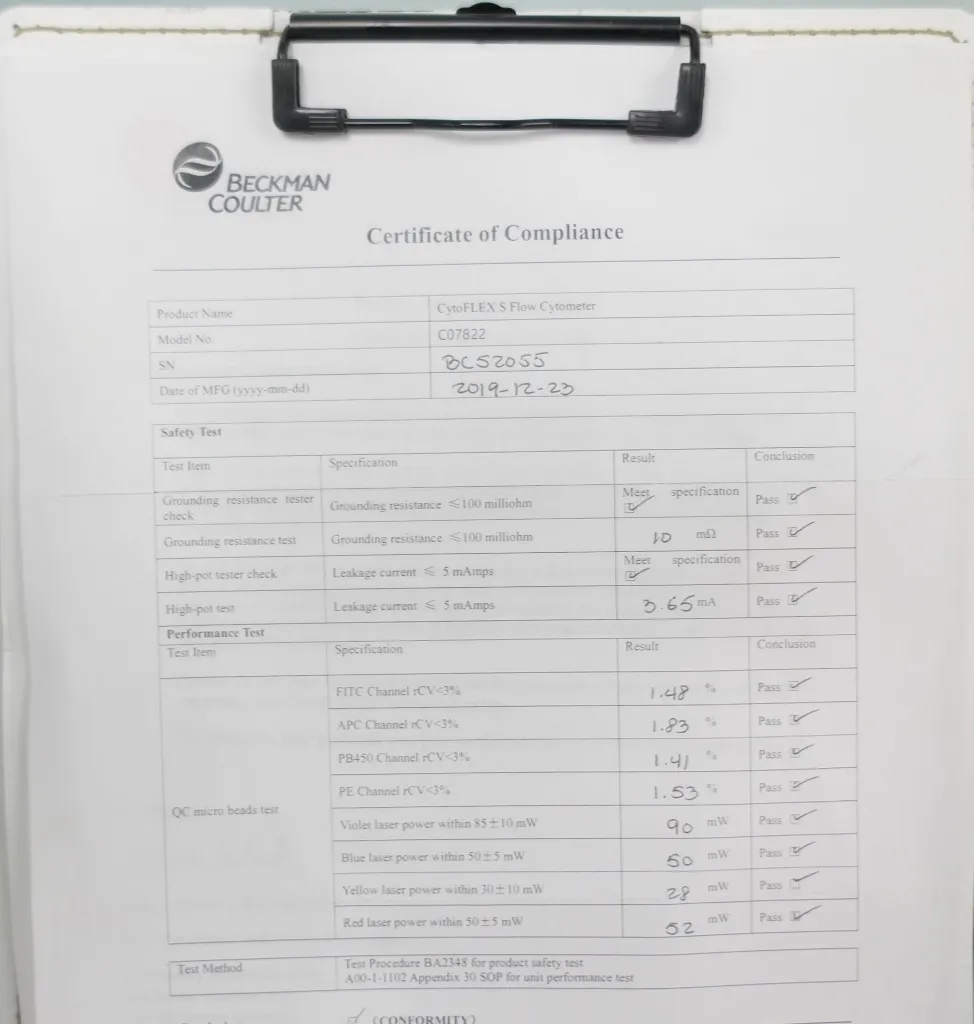 BECKMAN
COULTER
Certificate of Compliance
Product Name CytoFLEX S Flow Cytometer
Model No. C07822
SN BC52055
Date of MFG (yyyy-mm-dd) 2019-12-23
Safety Test
Test Item Specification Result Conclusion
Grounding resistance tester check Grounding resistance ≤100 milliohm Meet specification ☑ Pass ☑
Grounding resistance test Grounding resistance ≤100 milliohm 10 mΩ Pass ☑
High-pot tester check Leakage current ≤ 5 mAmps Meet specification ☑ Pass ☑
High-pot test Leakage current ≤ 5 mAmps 3.65 mA Pass ☑
Performance Test
Test Item Specification Result Conclusion
QC micro beads test
FITC Channel rCV<3% 1.48 % Pass ☑
APC Channel rCV<3% 1.83 % Pass ☑
PB450 Channel rCV<3% 1.41 % Pass ☑
PE Channel rCV<3% 1.53 % Pass ☑
Violet laser power within 85±10 mW 90 mW Pass ☑
Blue laser power within 50±5 mW 50 mW Pass ☑
Yellow laser power within 30±10 mW 28 mW Pass ☑
Red laser power within 50±5 mW 52 mW Pass ☑
Test Method Test Procedure BA2348 for product safety test
A00-1-1102 Appendix 30 SOP for unit performance test
☑ (CONFORMITY)